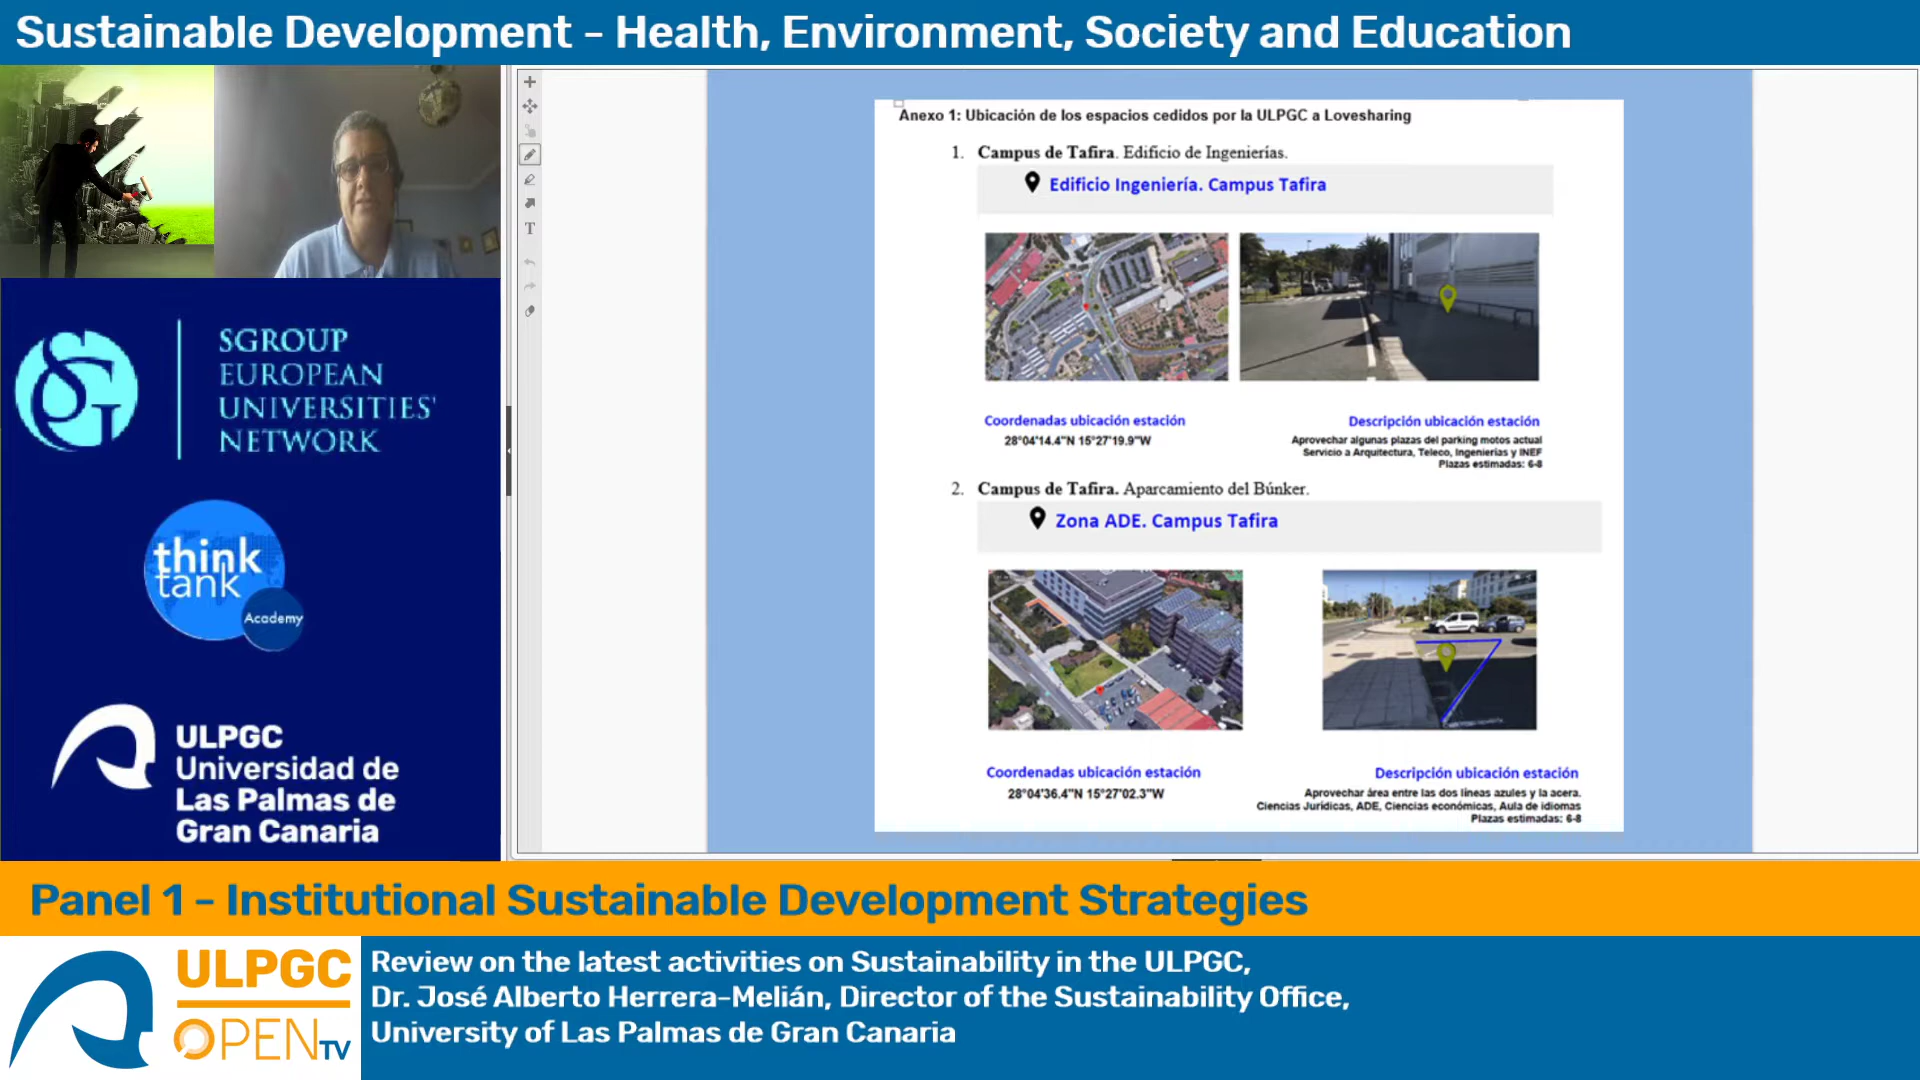 Sustainable Development - Health, Environment, Society and Education
SGROUP
EUROPEAN
UNIVERSITIES'
NETWORK
think
tank
Academy
ULPGC
Universidad de
Las Palmas de
Gran Canaria
Anexo 1: Ubicación de los espacios cedidos por la ULPGC a Lovesharing
1. Campus de Tafira. Edificio de Ingenierías.
Edificio Ingeniería. Campus Tafira
Coordenadas ubicación estación
28°04'14.4"N 15°27'19.9"W
Descripción ubicación estación
Aprovechar algunas plazas del parking motos actual
Servicio a Arquitectura, Teleco, Ingenierías y INEF
Plazas estimadas: 6-8
2. Campus de Tafira. Aparcamiento del Búnker.
Zona ADE. Campus Tafira
Coordenadas ubicación estación
28°04'36.4"N 15°27'02.3"W
Descripción ubicación estación
Aprovechar área entre las dos líneas azules y la acera.
Ciencias Jurídicas, ADE, Ciencias económicas, Aula de idiomas
Plazas estimadas: 6-8
Panel 1 - Institutional Sustainable Development Strategies
ULPGC
OPEN TV
Review on the latest activities on Sustainability in the ULPGC,
Dr. José Alberto Herrera-Melián, Director of the Sustainability Office,
University of Las Palmas de Gran Canaria